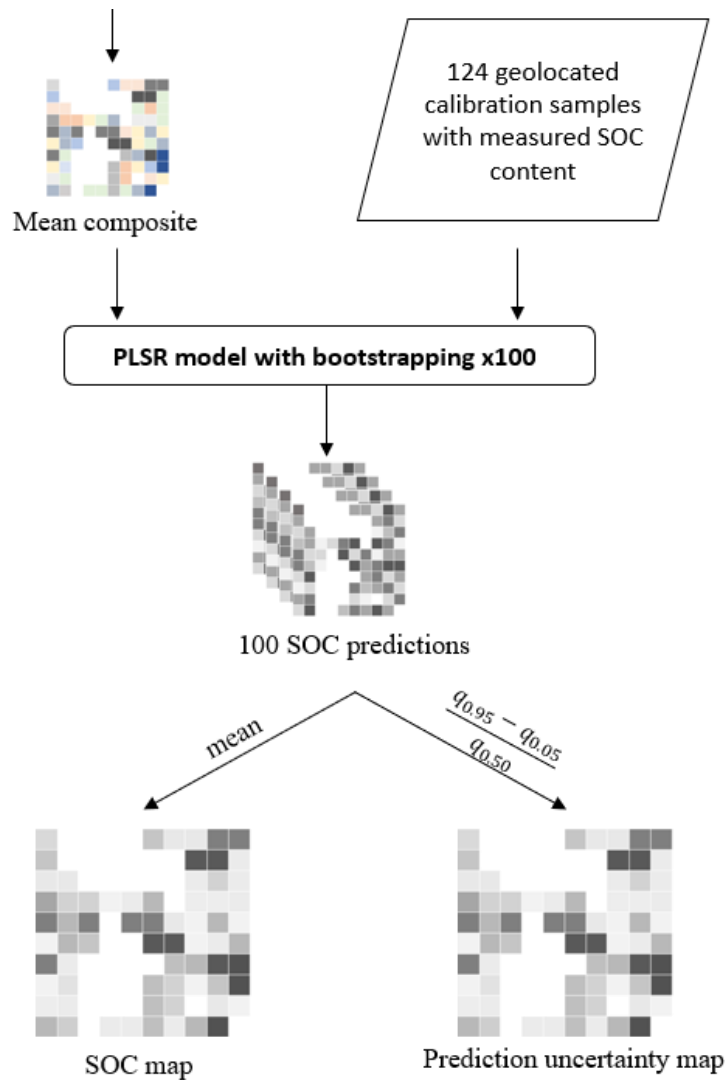 124 geolocated
calibration samples
with measured SOC
content
Mean composite
PLSR model with bootstrapping x100
100 SOC predictions
mean
q0.95 − q0.05
q0.50
SOC map
Prediction uncertainty map